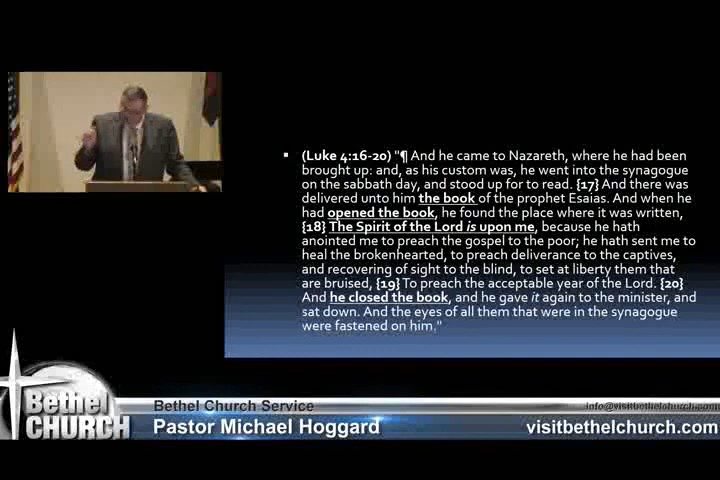 (Luke 4:16-20) "¶ And he came to Nazareth, where he had been
brought up: and, as his custom was, he went into the synagogue
on the sabbath day, and stood up for to read. {17} And there was
delivered unto him the book of the prophet Esaias. And when he
had opened the book, he found the place where it was written,
{18} The Spirit of the Lord is upon me, because he hath
anointed me to preach the gospel to the poor; he hath sent me to
heal the brokenhearted, to preach deliverance to the captives,
and recovering of sight to the blind, to set at liberty them that
are bruised, {19} To preach the acceptable year of the Lord. {20}
And he closed the book, and he gave it again to the minister, and
sat down. And the eyes of all them that were in the synagogue
were fastened on him."
Bethel
CHURCH
Bethel Church Service
info@visitbethelchurch.com
Pastor Michael Hoggard
visitbethelchurch.com